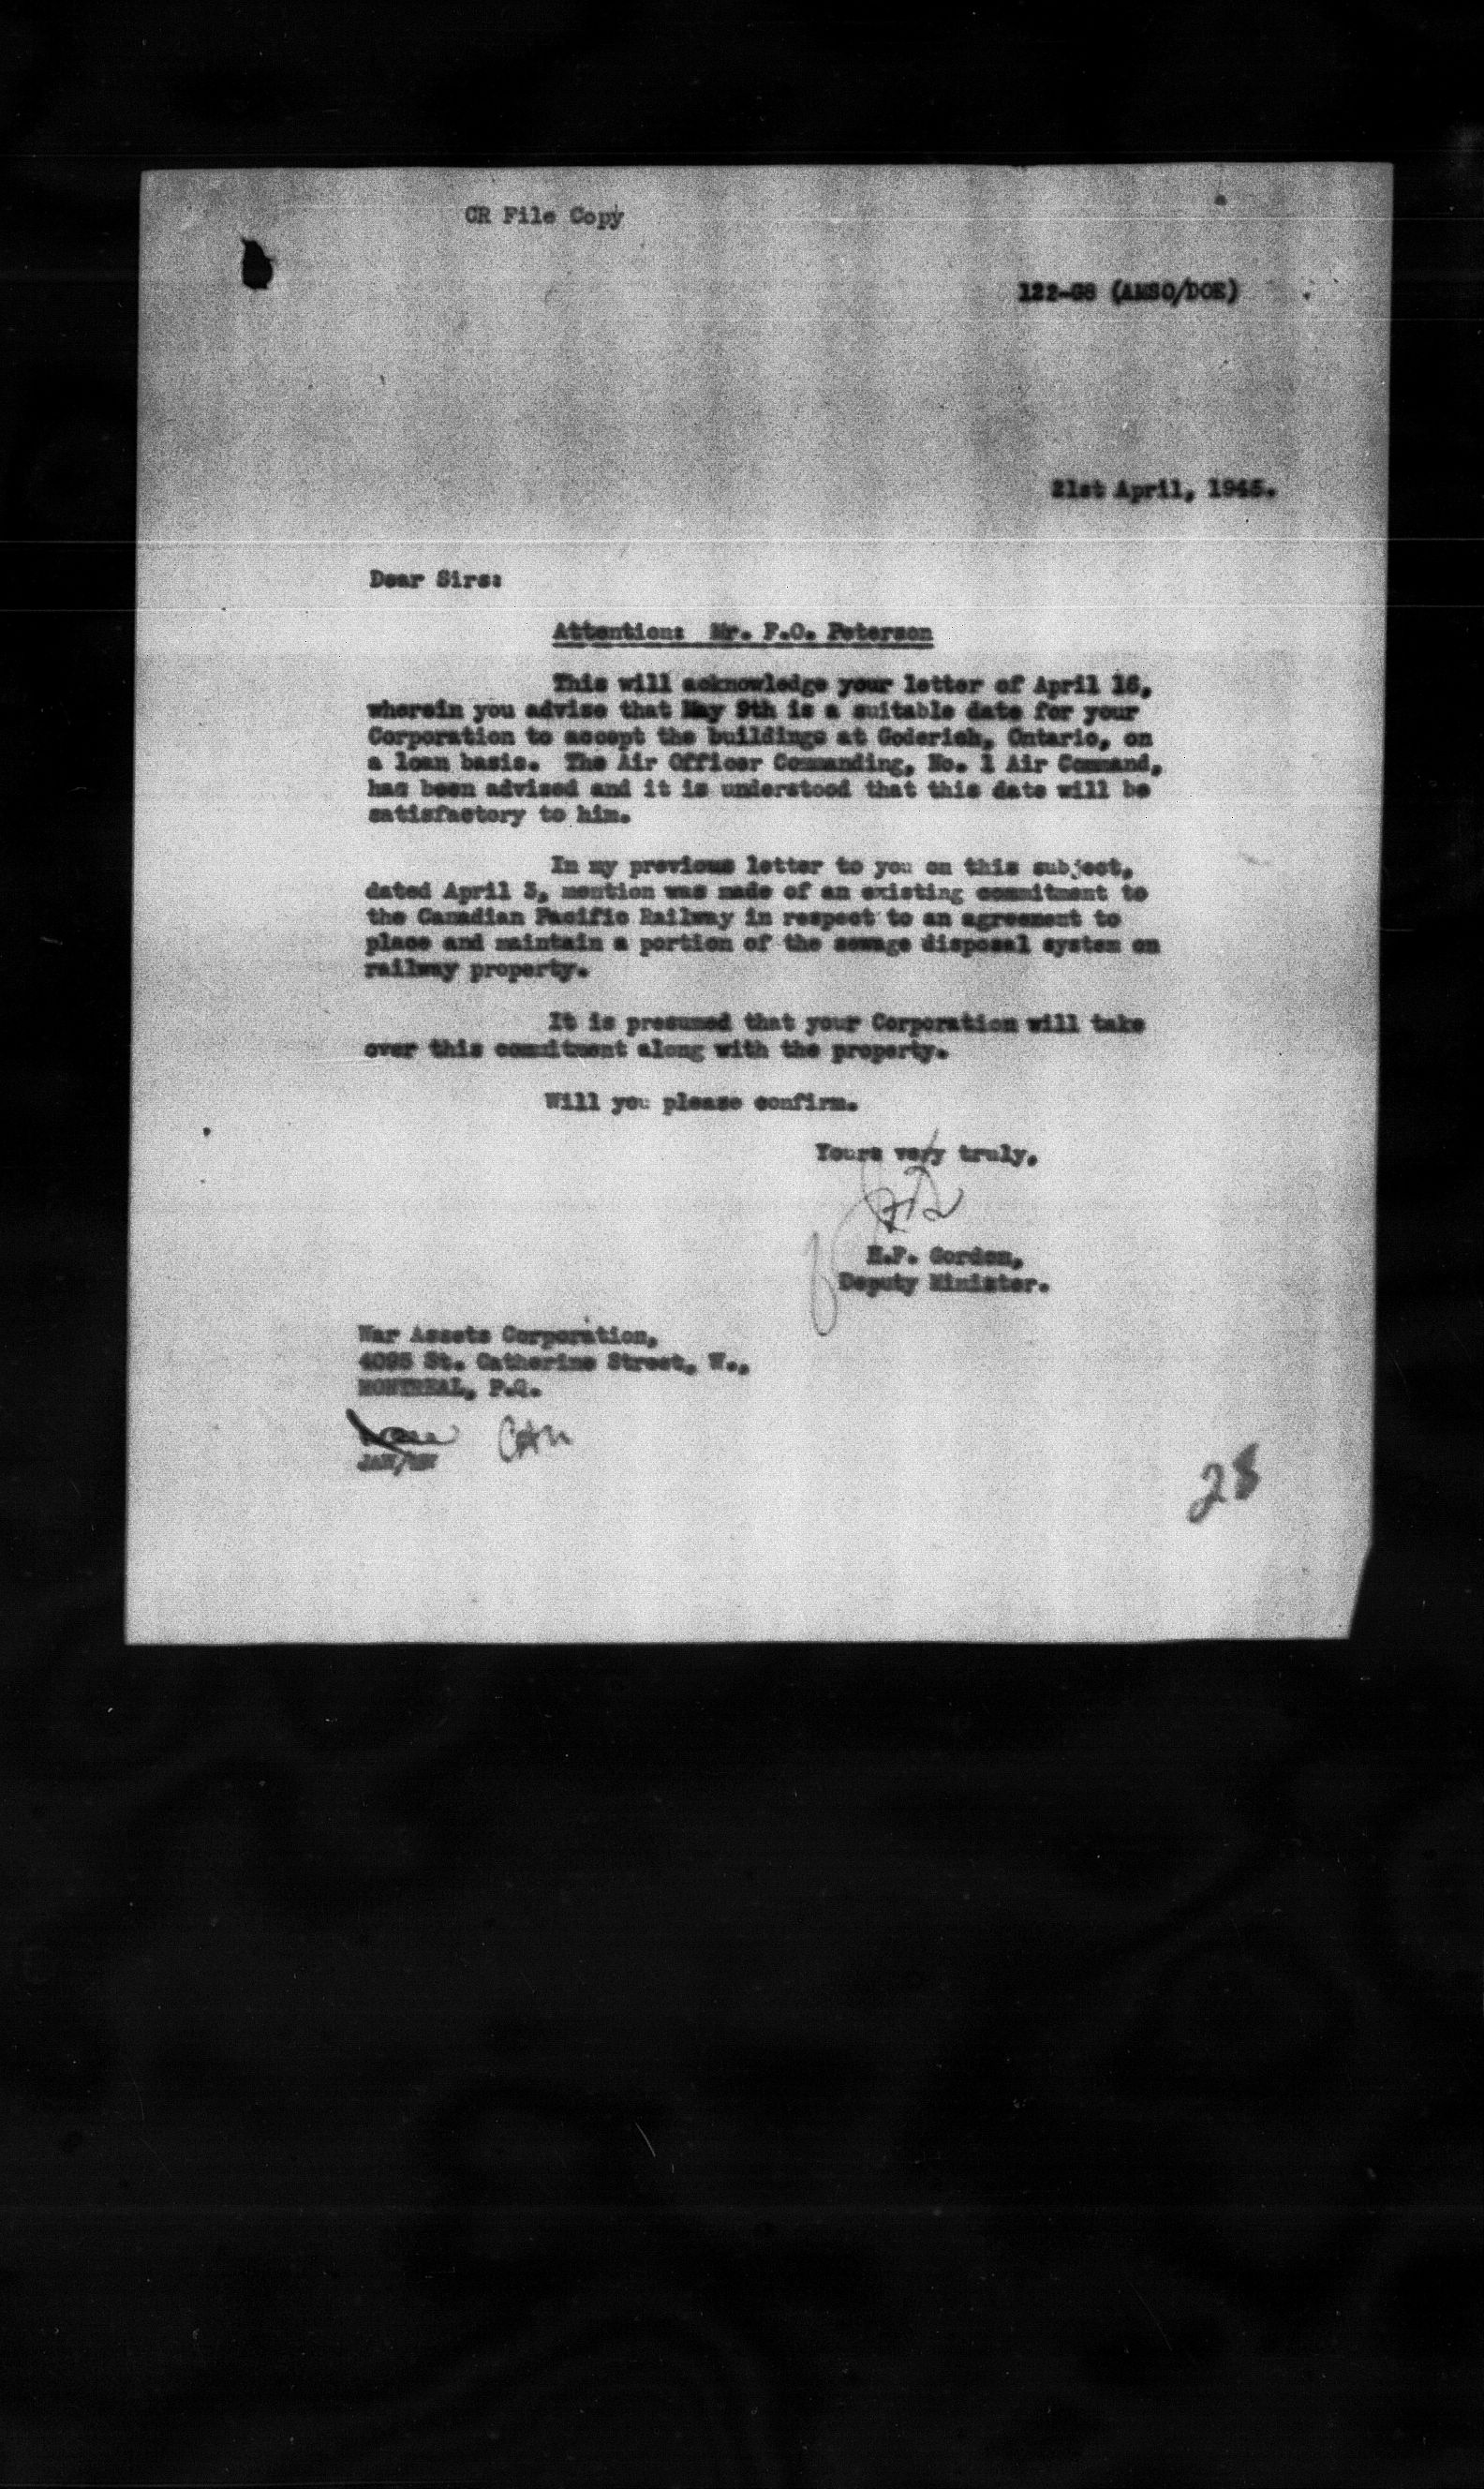 CR File Copy
122-G8 (AMSO/DOE)
21st April, 1945.
Dear Sirs:
Attention: Mr. F.O. Peterson
This will acknowledge your letter of April 16,
wherein you advise that May 9th is a suitable date for your
Corporation to accept the buildings at Goderich, Ontario, on
a loan basis. The Air Officer Commanding, No. 1 Air Command,
has been advised and it is understood that this date will be
satisfactory to him.
In my previous letter to you on this subject,
dated April 3, mention was made of an existing commitment to
the Canadian Pacific Railway in respect to an agreement to
place and maintain a portion of the sewage disposal system on
railway property.
It is presumed that your Corporation will take
over this commitment along with the property.
Will you please confirm.
Yours very truly,
H.F. Gordon,
Deputy Minister.
War Assets Corporation,
4095 St. Catherine Street, W.,
MONTREAL, P.Q.
28